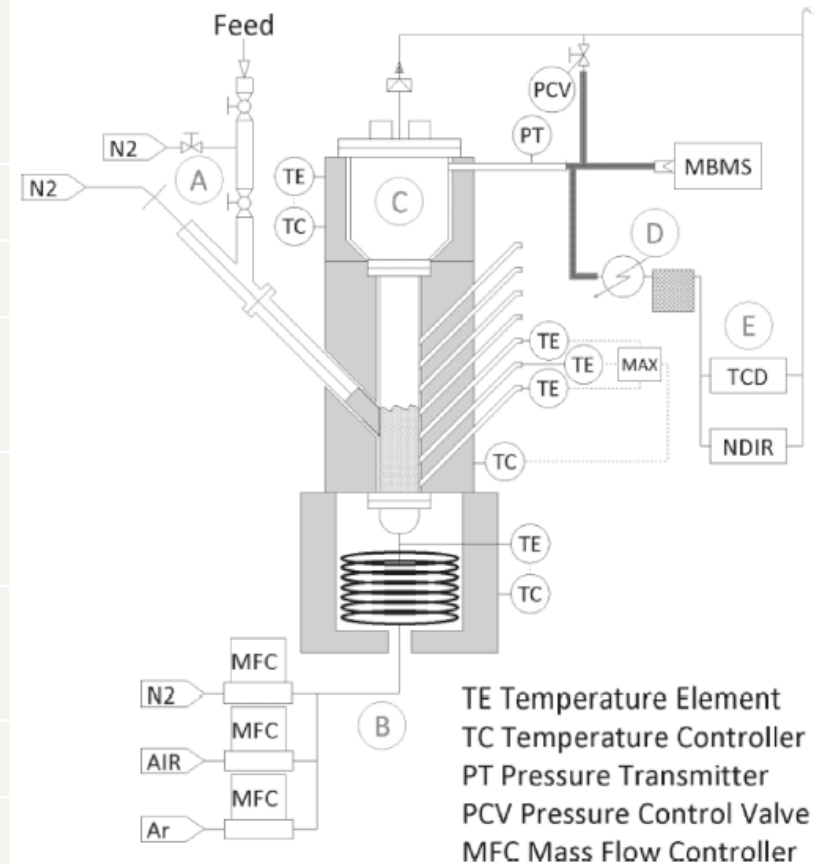 Feed
PCV
N2
PT
N2
A
TE
MBMS
C
TC
D
E
TE
TE
MAX
TCD
TE
NDIR
TC
TE
TC
MFC
N2
B
MFC
AIR
MFC
Ar
TE Temperature Element
TC Temperature Controller
PT Pressure Transmitter
PCV Pressure Control Valve
MFC Mass Flow Controller